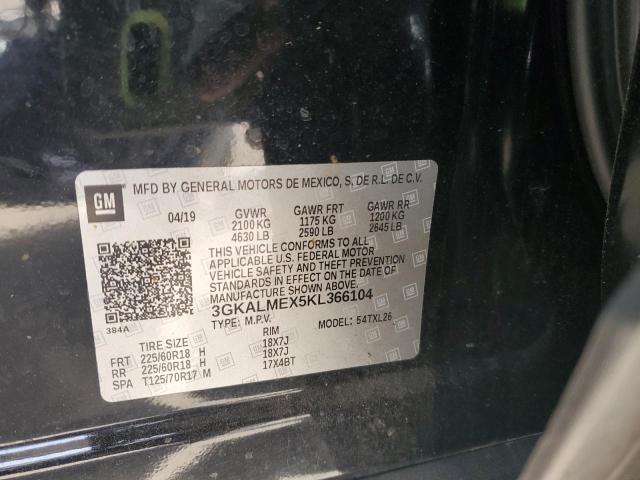 GM
MFD BY GENERAL MOTORS DE MEXICO, S. DE R.L. DE C.V.
04/19 GVWR GAWR FRT GAWR RR
2100 KG 1175 KG 1200 KG
4630 LB 2590 LB 2645 LB
THIS VEHICLE CONFORMS TO ALL
APPLICABLE U.S. FEDERAL MOTOR
VEHICLE SAFETY AND THEFT PREVENTION
STANDARDS IN EFFECT ON THE DATE OF
MANUFACTURE SHOWN ABOVE.
3GKALMEX5KL366104
384A
TYPE: M.P.V. MODEL: 54TXL26
TIRE SIZE RIM
FRT 225/60R18 H 18X7J
RR 225/60R18 H 18X7J
SPA T125/70R17 M 17X4BT